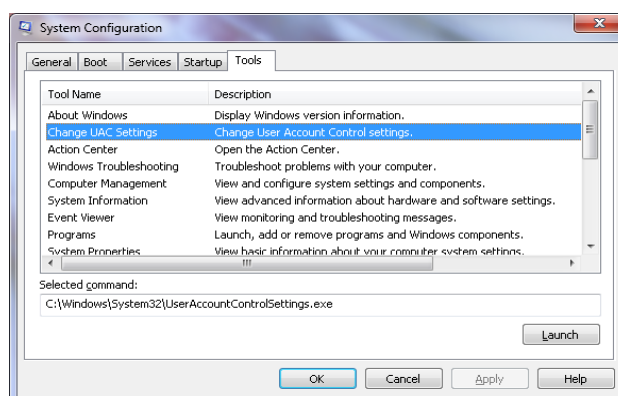 System Configuration
General Boot Services Startup Tools
Tool Name Description
About Windows Display Windows version information.
Change UAC Settings Change User Account Control settings.
Action Center Open the Action Center.
Windows Troubleshooting Troubleshoot problems with your computer.
Computer Management View and configure system settings and components.
System Information View advanced information about hardware and software settings.
Event Viewer View monitoring and troubleshooting messages.
Programs Launch, add or remove programs and Windows components.
System Properties View basic information about your computer system settings.
Selected command:
C:\Windows\System32\UserAccountControlSettings.exe
Launch
OK Cancel Apply Help